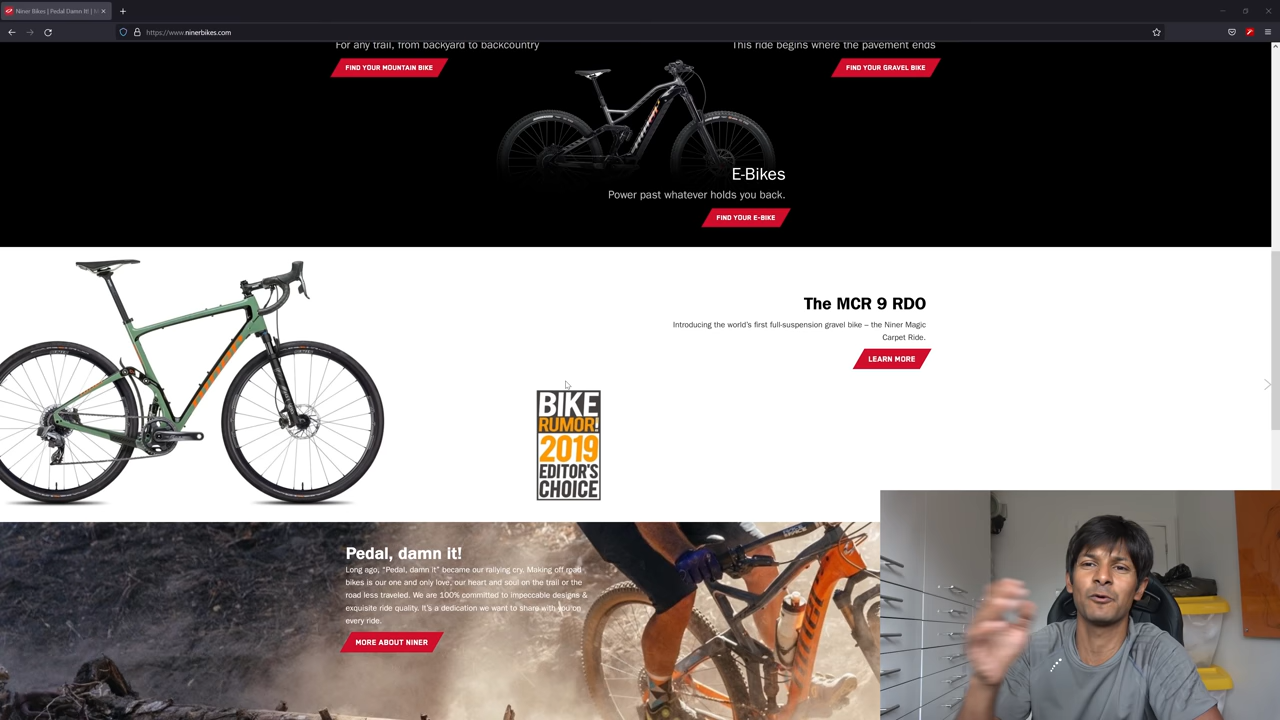 Niner Bikes | Pedal Damn It! | M
https://www.ninerbikes.com
For any trail, from backyard to backcountry
This ride begins where the pavement ends
FIND YOUR MOUNTAIN BIKE
FIND YOUR GRAVEL BIKE
E-Bikes
Power past whatever holds you back.
FIND YOUR E-BIKE
The MCR 9 RDO
Introducing the world's first full-suspension gravel bike – the Niner Magic
Carpet Ride.
LEARN MORE
BIKE
RUMOR!
2019
EDITOR'S
CHOICE
Pedal, damn it!
Long ago, "Pedal, damn it" became our rallying cry. Making off road
bikes is our one and only love, our heart and soul on the trail or the
road less traveled. We are 100% committed to impeccable designs &
exquisite ride quality. It's a dedication we want to share with you on
every ride.
MORE ABOUT NINER